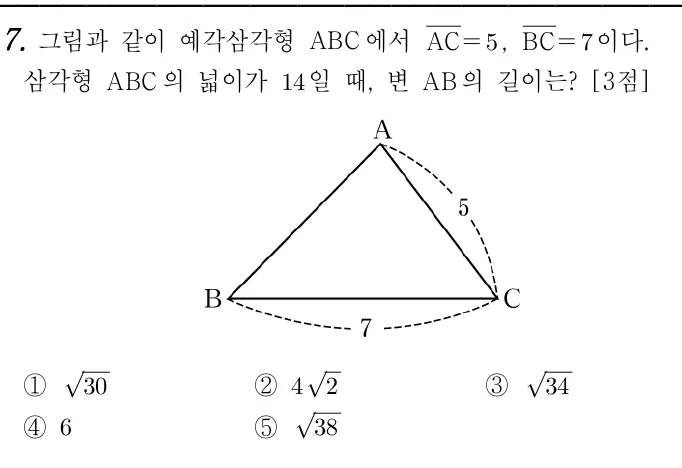 7. 그림과 같이 예각삼각형 ABC에서 $\overline{AC}=5$, $\overline{BC}=7$이다.
삼각형 ABC의 넓이가 14일 때, 변 AB의 길이는? [3점]
A
5
B
C
7
① √30 ② 4√2 ③ √34
④ 6 ⑤ √38